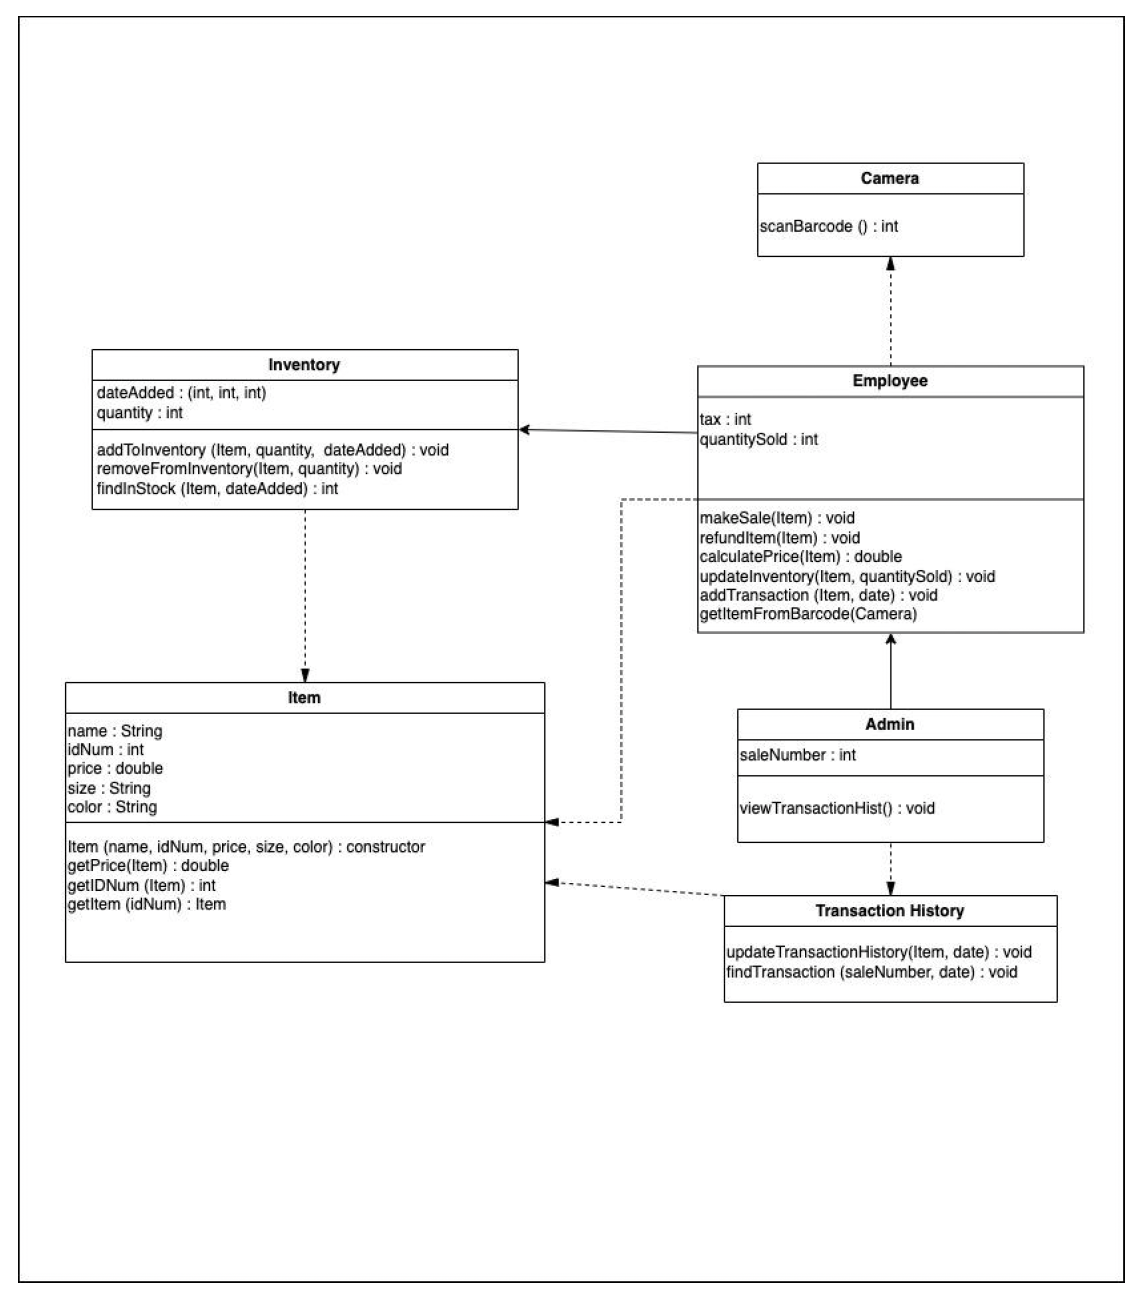 Camera
scanBarcode () : int
Inventory
dateAdded : (int, int, int)
quantity : int
addToInventory (Item, quantity,  dateAdded) : void
removeFromInventory(Item, quantity) : void
findInStock (Item, dateAdded) : int
Employee
tax : int
quantitySold : int
makeSale(Item) : void
refundItem(Item) : void
calculatePrice(Item) : double
updateInventory(Item, quantitySold) : void
addTransaction (Item, date) : void
getItemFromBarcode(Camera)
Item
name : String
idNum : int
price : double
size : String
color : String
Item (name, idNum, price, size, color) : constructor
getPrice(Item) : double
getIDNum (Item) : int
getItem (idNum) : Item
Admin
saleNumber : int
viewTransactionHist() : void
Transaction History
updateTransactionHistory(Item, date) : void
findTransaction (saleNumber, date) : void